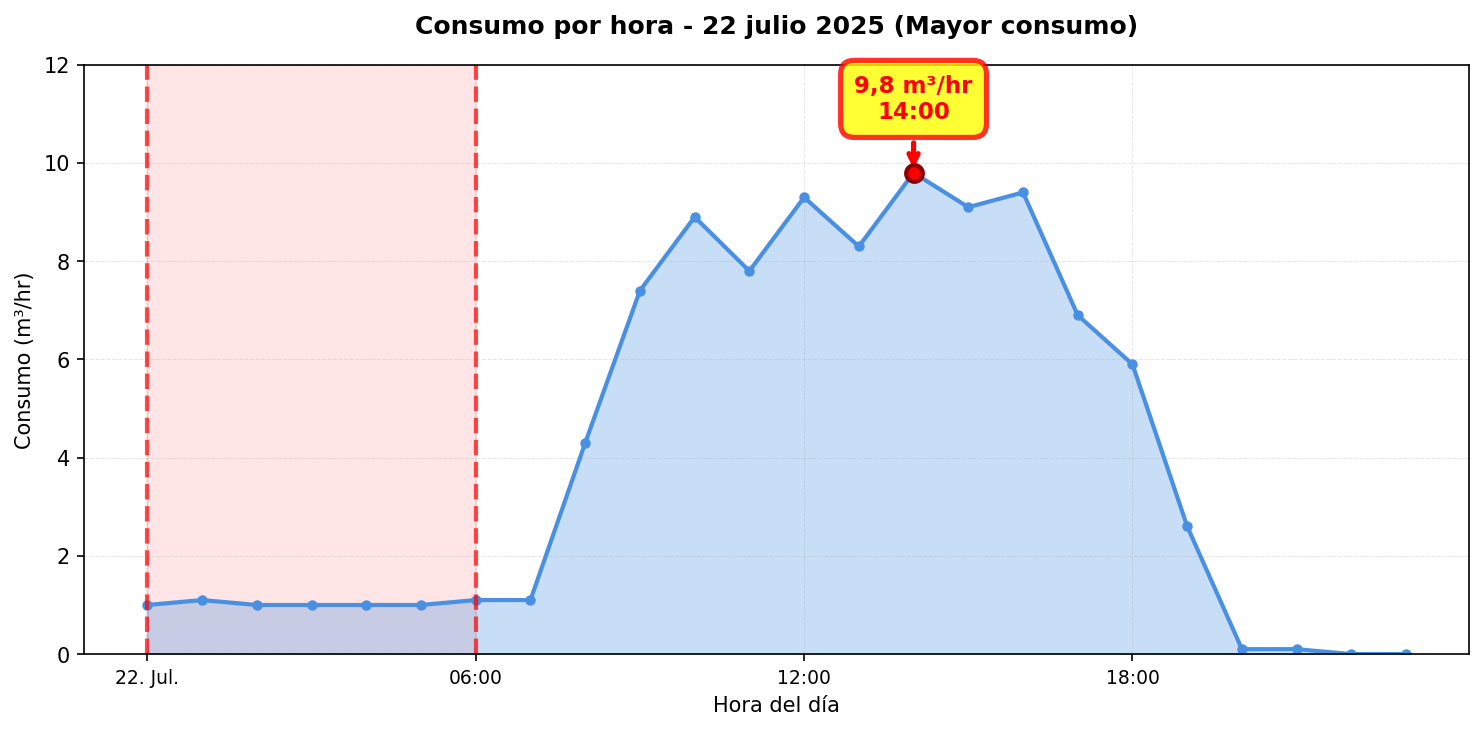 Consumo por hora - 22 julio 2025 (Mayor consumo)
12
9,8 m³/hr
14:00
10
8
6
4
2
0
Consumo (m³/hr)
22. Jul.
06:00
12:00
18:00
Hora del día